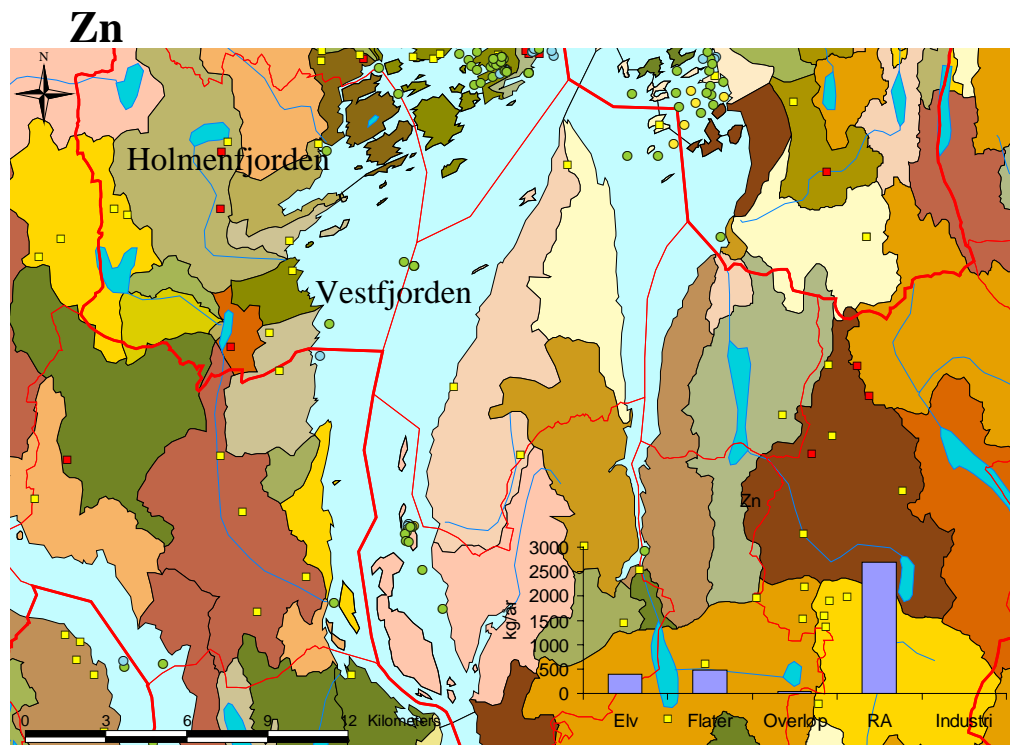 Zn
N
Holmenfjorden
Vestfjorden
Zn
3000
2500
2000
1500
1000
500
0
kg/år
Elv Flater Overløp RA Industri
0 3 6 9 12 Kilometers